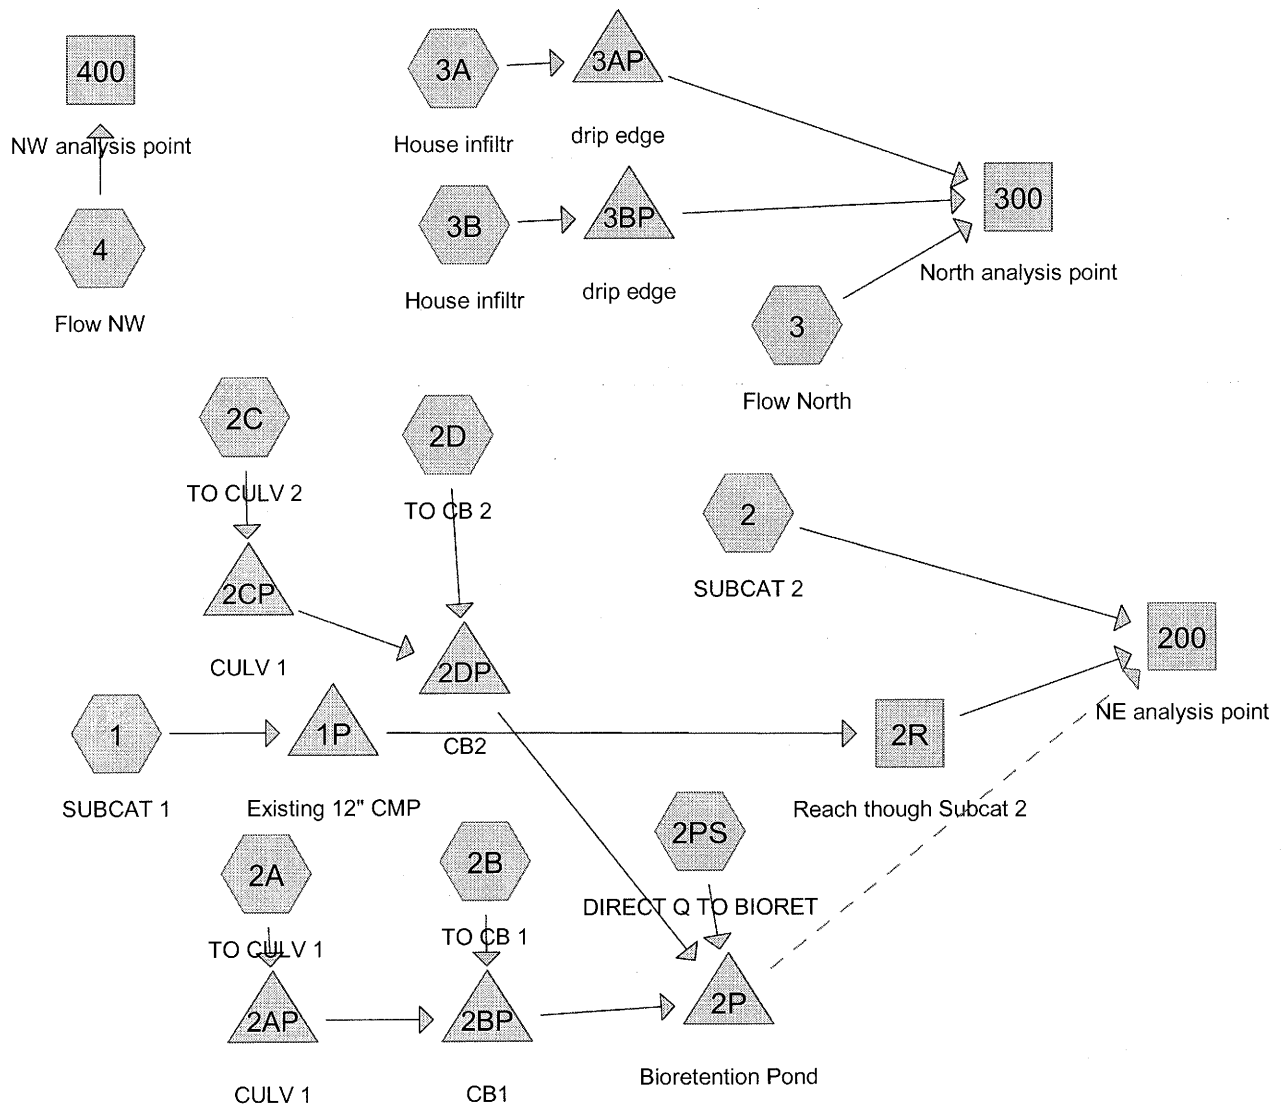 400
NW analysis point
4
Flow NW
3A
House infiltr
3AP
drip edge
3B
House infiltr
3BP
drip edge
300
North analysis point
3
Flow North
2C
TO CULV 2
2D
TO CB 2
2
SUBCAT 2
2CP
CULV 1
2DP
CB2
200
NE analysis point
1
SUBCAT 1
1P
Existing 12" CMP
2R
Reach though Subcat 2
2A
TO CULV 1
2B
TO CB 1
2PS
DIRECT Q TO BIORET
2AP
CULV 1
2BP
CB1
2P
Bioretention Pond